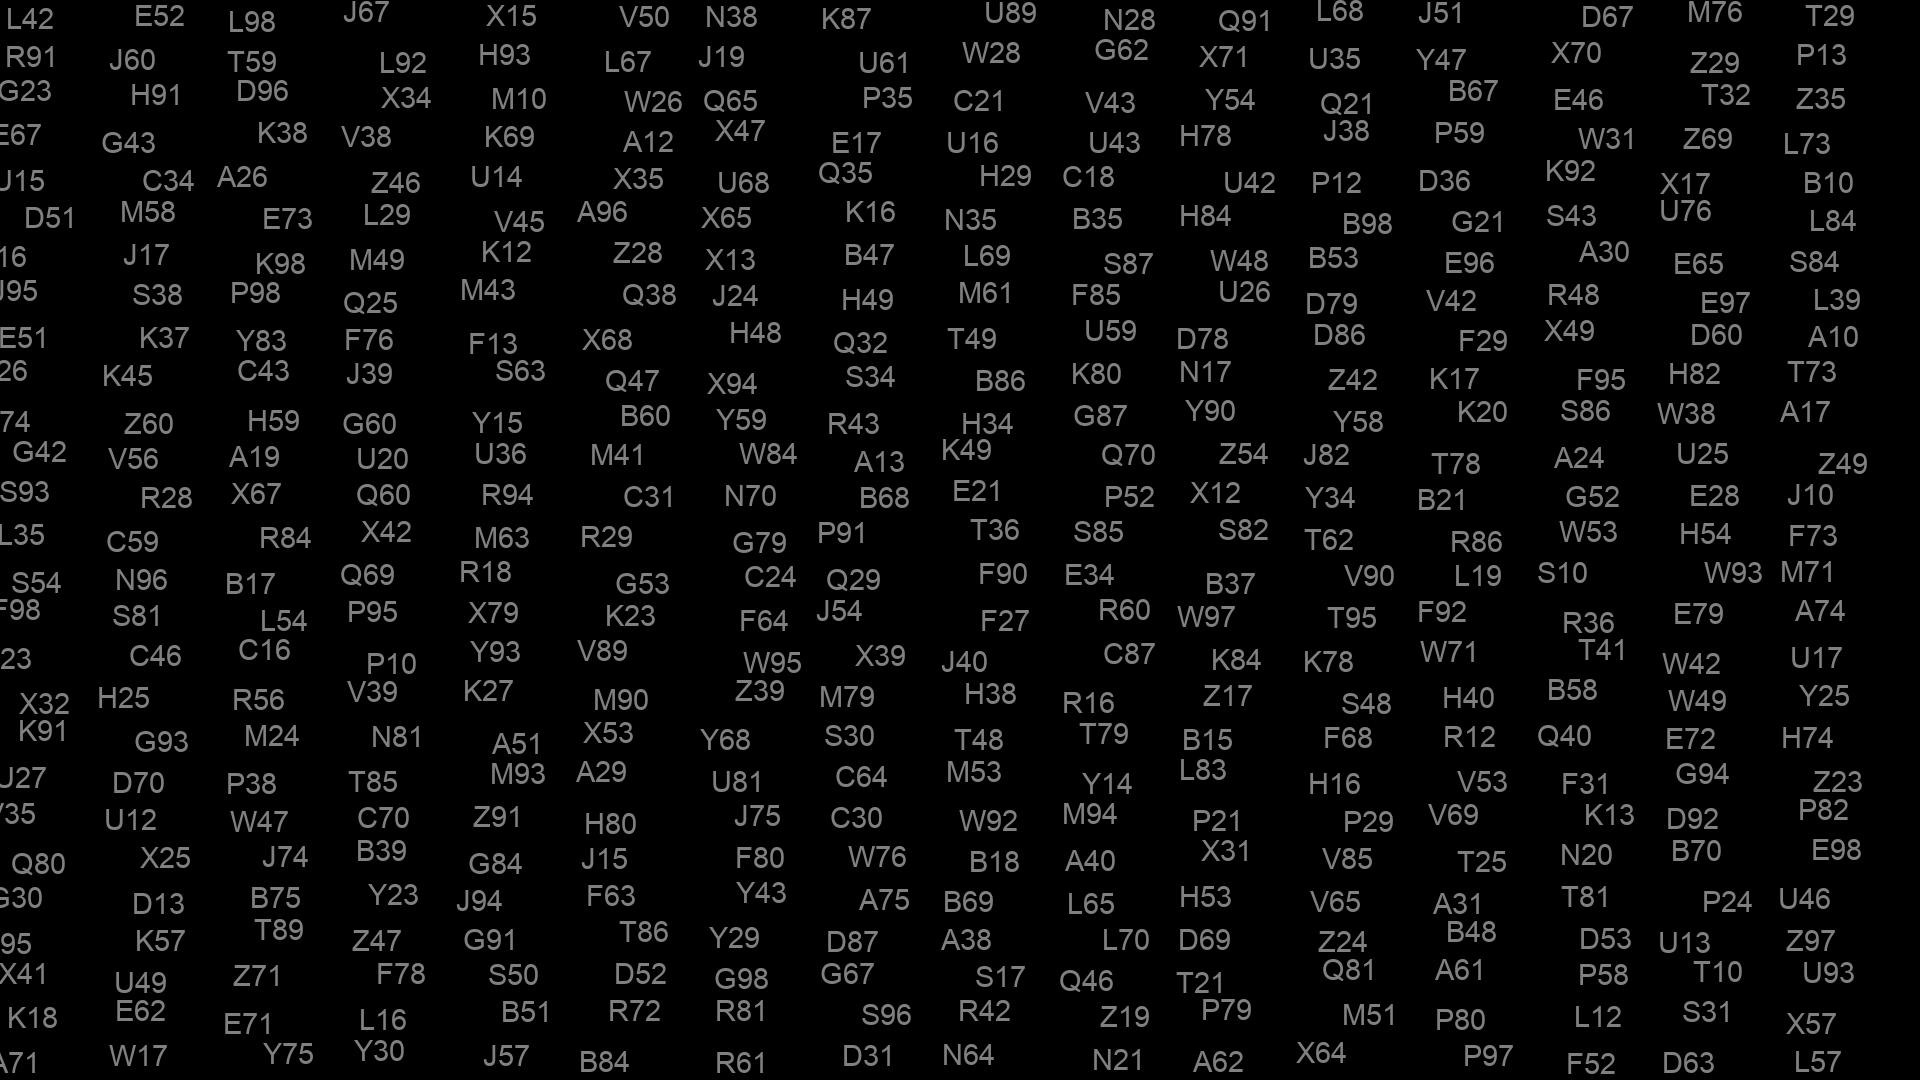 L42 E52 L98 J67 X15 V50 N38 K87 U89 N28 Q91 L68 J51 D67 M76 T29
R91 J60 T59 L92 H93 L67 J19 U61 W28 G62 X71 U35 Y47 X70 Z29 P13
G23 H91 D96 X34 M10 W26 Q65 P35 C21 V43 Y54 Q21 B67 E46 T32 Z35
E67 G43 K38 V38 K69 A12 X47 E17 U16 U43 H78 J38 P59 W31 Z69 L73
U15 C34 A26 Z46 U14 X35 U68 Q35 H29 C18 U42 P12 D36 K92 X17 B10
D51 M58 E73 L29 V45 A96 X65 K16 N35 B35 H84 B98 G21 S43 U76 L84
16 J17 K98 M49 K12 Z28 X13 B47 L69 S87 W48 B53 E96 A30 E65 S84
J95 S38 P98 Q25 M43 Q38 J24 H49 M61 F85 U26 D79 V42 R48 E97 L39
E51 K37 Y83 F76 F13 X68 H48 Q32 T49 U59 D78 D86 F29 X49 D60 A10
26 K45 C43 J39 S63 Q47 X94 S34 B86 K80 N17 Z42 K17 F95 H82 T73
74 Z60 H59 G60 Y15 B60 Y59 R43 H34 G87 Y90 Y58 K20 S86 W38 A17
G42 V56 A19 U20 U36 M41 W84 A13 K49 Q70 Z54 J82 T78 A24 U25 Z49
S93 R28 X67 Q60 R94 C31 N70 B68 E21 P52 X12 Y34 B21 G52 E28 J10
L35 C59 R84 X42 M63 R29 G79 P91 T36 S85 S82 T62 R86 W53 H54 F73
S54 N96 B17 Q69 R18 G53 C24 Q29 F90 E34 B37 V90 L19 S10 W93 M71
F98 S81 L54 P95 X79 K23 F64 J54 F27 R60 W97 T95 F92 R36 E79 A74
23 C46 C16 P10 Y93 V89 W95 X39 J40 C87 K84 K78 W71 T41 W42 U17
X32 H25 R56 V39 K27 M90 Z39 M79 H38 R16 Z17 S48 H40 B58 W49 Y25
K91 G93 M24 N81 A51 X53 Y68 S30 T48 T79 B15 F68 R12 Q40 E72 H74
U27 D70 P38 T85 M93 A29 U81 C64 M53 Y14 L83 H16 V53 F31 G94 Z23
V35 U12 W47 C70 Z91 H80 J75 C30 W92 M94 P21 P29 V69 K13 D92 P82
Q80 X25 J74 B39 G84 J15 F80 W76 B18 A40 X31 V85 T25 N20 B70 E98
G30 D13 B75 Y23 J94 F63 Y43 A75 B69 L65 H53 V65 A31 T81 P24 U46
95 K57 T89 Z47 G91 T86 Y29 D87 A38 L70 D69 Z24 B48 D53 U13 Z97
X41 U49 Z71 F78 S50 D52 G98 G67 S17 Q46 T21 Q81 A61 P58 T10 U93
K18 E62 E71 L16 B51 R72 R81 S96 R42 Z19 P79 M51 P80 L12 S31 X57
A71 W17 Y75 Y30 J57 B84 R61 D31 N64 N21 A62 X64 P97 F52 D63 L57